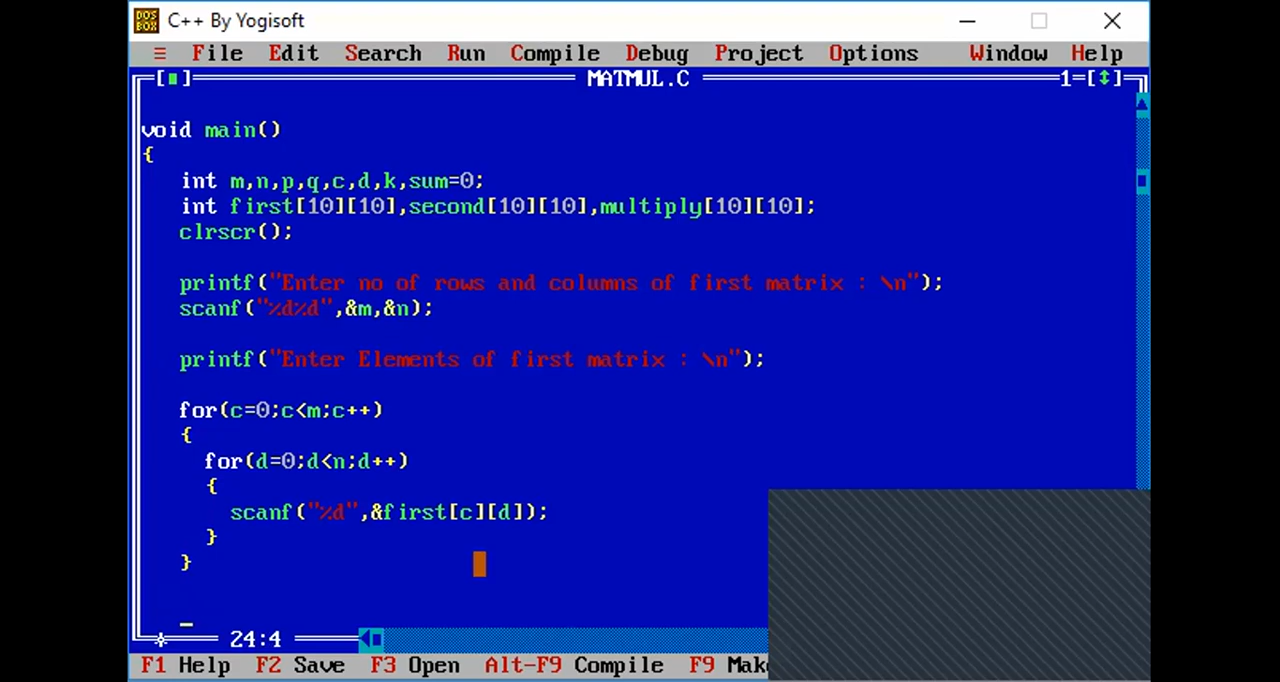 C++ By Yogisoft
≡ File Edit Search Run Compile Debug Project Options Window Help
MATMUL.C
1=[↕]
void main()
{
int m,n,p,q,c,d,k,sum=0;
int first[10][10],second[10][10],multiply[10][10];
clrscr();
printf("Enter no of rows and columns of first matrix : \n");
scanf("%d%d",&m,&n);
printf("Enter Elements of first matrix : \n");
for(c=0;c<m;c++)
{
for(d=0;d<n;d++)
{
scanf("%d",&first[c][d]);
}
}
24:4
F1 Help F2 Save F3 Open Alt-F9 Compile F9 Make